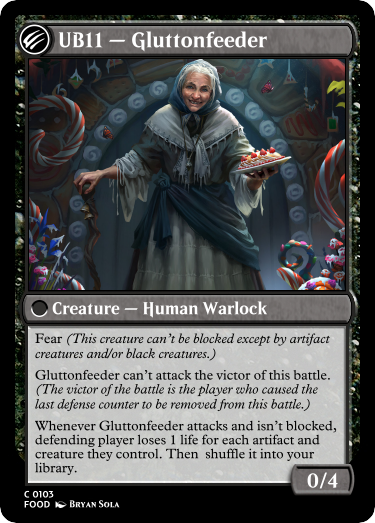 UB11 — Gluttonfeeder
Creature — Human Warlock
Fear (This creature can't be blocked except by artifact
creatures and/or black creatures.)
Gluttonfeeder can't attack the victor of this battle.
(The victor of the battle is the player who caused the
last defense counter to be removed from this battle.)
Whenever Gluttonfeeder attacks and isn't blocked,
defending player loses 1 life for each artifact and
creature they control. Then shuffle it into your
library.
0/4
C 0103
FOOD Bryan Sola